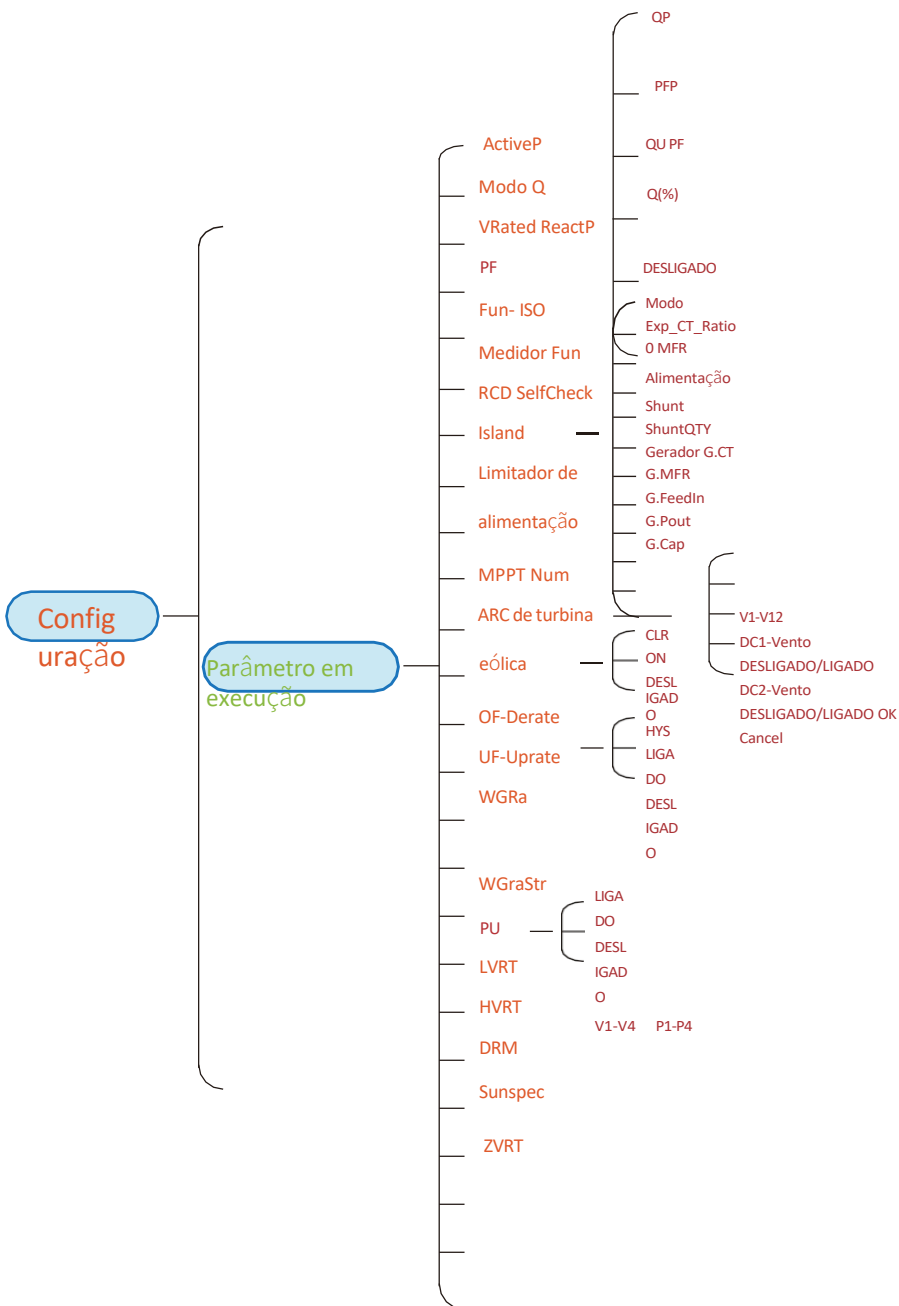 Config
uração
Parâmetro em
execução
ActiveP
Modo Q
VRated ReactP
PF
Fun- ISO
Medidor Fun
RCD SelfCheck
Island
Limitador de
alimentação
MPPT Num
ARC de turbina
eólica
OF-Derate
UF-Uprate
WGRa
WGraStr
PU
LVRT
HVRT
DRM
Sunspec
ZVRT
QP
PFP
QU PF
Q(%)
DESLIGADO
Modo
Exp_CT_Ratio
0 MFR
Alimentação
Shunt
ShuntQTY
Gerador G.CT
G.MFR
G.FeedIn
G.Pout
G.Cap
CLR
ON
DESL
IGAD
O
HYS
LIGA
DO
DESL
IGAD
O
LIGA
DO
DESL
IGAD
O
V1-V4 P1-P4
V1-V12
DC1-Vento
DESLIGADO/LIGADO
DC2-Vento
DESLIGADO/LIGADO OK
Cancel